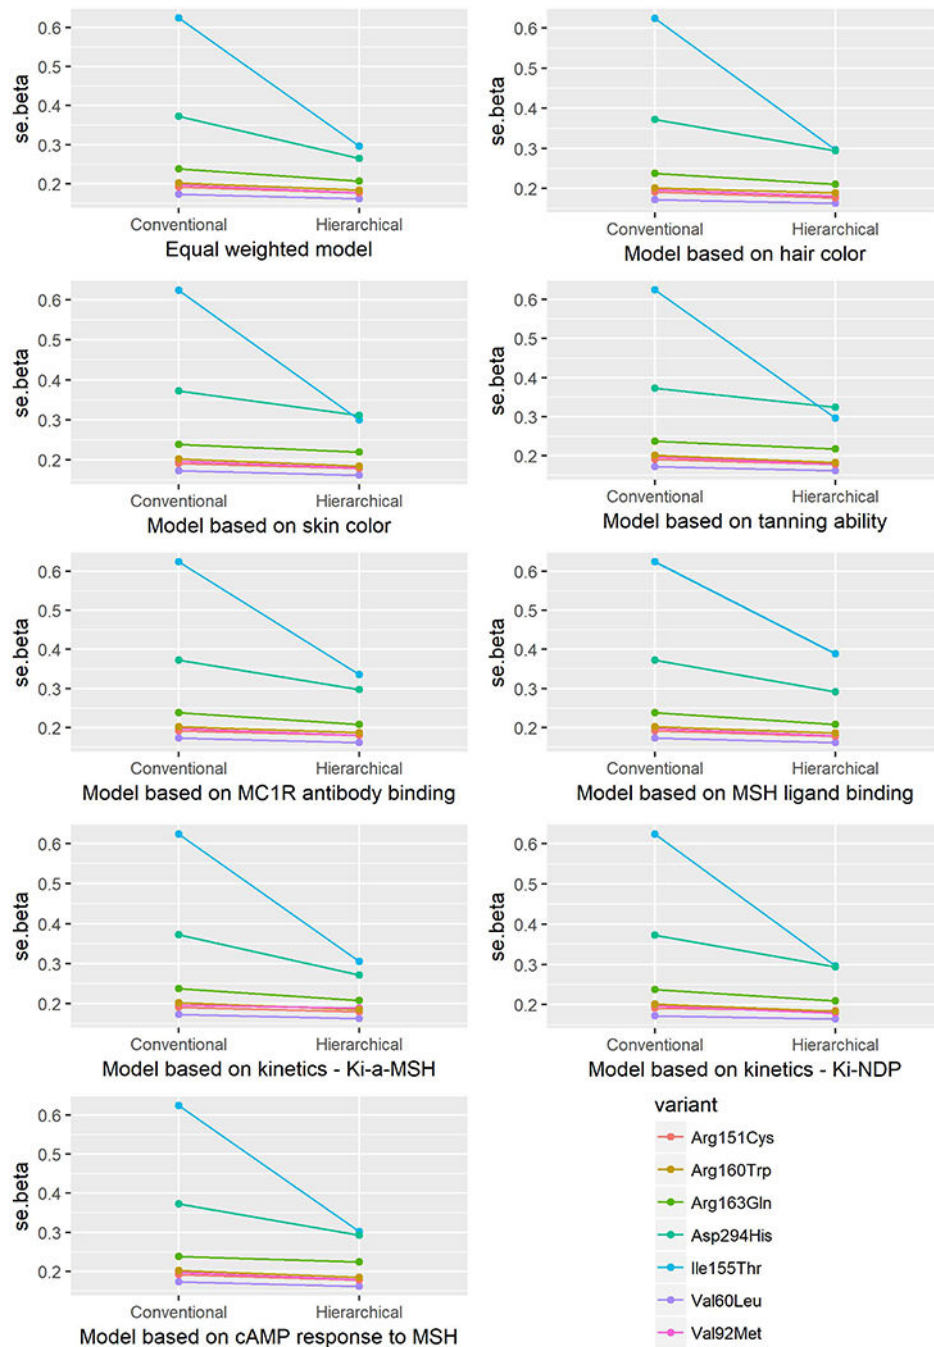 se.beta
0.6
0.5
0.4
0.3
0.2
Conventional Hierarchical
Equal weighted model
se.beta
0.6
0.5
0.4
0.3
0.2
Conventional Hierarchical
Model based on hair color
se.beta
0.6
0.5
0.4
0.3
0.2
Conventional Hierarchical
Model based on skin color
se.beta
0.6
0.5
0.4
0.3
0.2
Conventional Hierarchical
Model based on tanning ability
se.beta
0.6
0.5
0.4
0.3
0.2
Conventional Hierarchical
Model based on MC1R antibody binding
se.beta
0.6
0.5
0.4
0.3
0.2
Conventional Hierarchical
Model based on MSH ligand binding
se.beta
0.6
0.5
0.4
0.3
0.2
Conventional Hierarchical
Model based on kinetics - Ki-a-MSH
se.beta
0.6
0.5
0.4
0.3
0.2
Conventional Hierarchical
Model based on kinetics - Ki-NDP
se.beta
0.6
0.5
0.4
0.3
0.2
Conventional Hierarchical
Model based on cAMP response to MSH
variant
Arg151Cys
Arg160Trp
Arg163Gln
Asp294His
Ile155Thr
Val60Leu
Val92Met